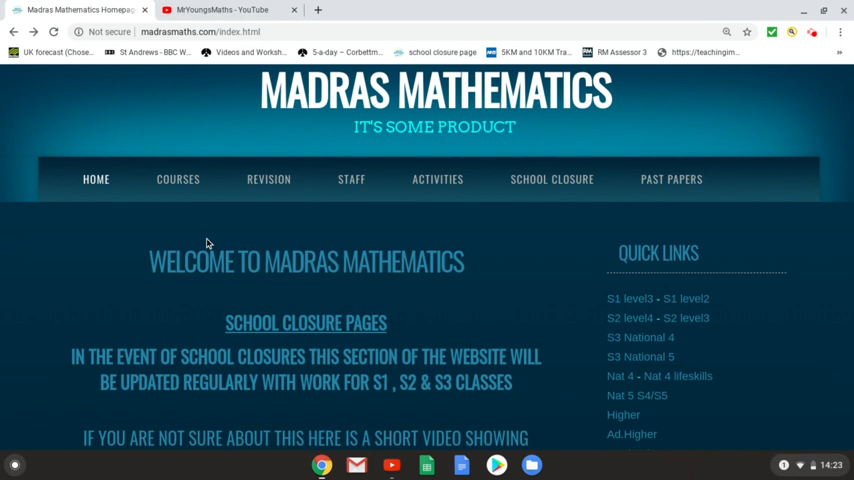 Madras Mathematics Homepag
MrYoungsMaths - YouTube
Not secure
madrasmaths.com/index.html
UK forecast (Chose...
St Andrews - BBC W...
Videos and Worksh...
5-a-day – Corbettm...
school closure page
5KM and 10KM Tra...
RM Assessor 3
https://teachingim...
MADRAS MATHEMATICS
IT'S SOME PRODUCT
HOME
COURSES
REVISION
STAFF
ACTIVITIES
SCHOOL CLOSURE
PAST PAPERS
WELCOME TO MADRAS MATHEMATICS
SCHOOL CLOSURE PAGES
IN THE EVENT OF SCHOOL CLOSURES THIS SECTION OF THE WEBSITE WILL
BE UPDATED REGULARLY WITH WORK FOR S1 , S2 & S3 CLASSES
IF YOU ARE NOT SURE ABOUT THIS HERE IS A SHORT VIDEO SHOWING
QUICK LINKS
S1 level3 - S1 level2
S2 level4 - S2 level3
S3 National 4
S3 National 5
Nat 4 - Nat 4 lifeskills
Nat 5 S4/S5
Higher
Ad.Higher
1
14:23